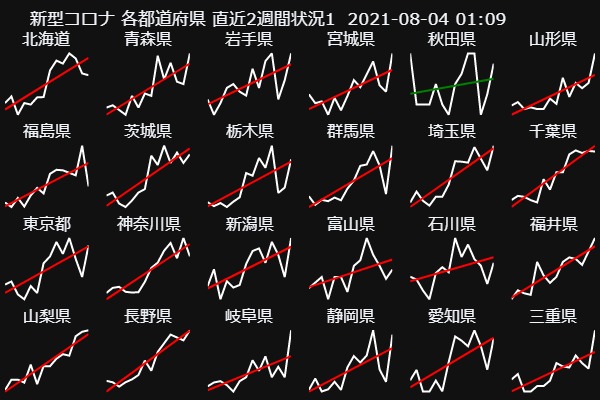 新型コロナ 各都道府県 直近2週間状況1 2021-08-04 01:09
北海道 青森県 岩手県 宮城県 秋田県 山形県
福島県 茨城県 栃木県 群馬県 埼玉県 千葉県
東京都 神奈川県 新潟県 富山県 石川県 福井県
山梨県 長野県 岐阜県 静岡県 愛知県 三重県